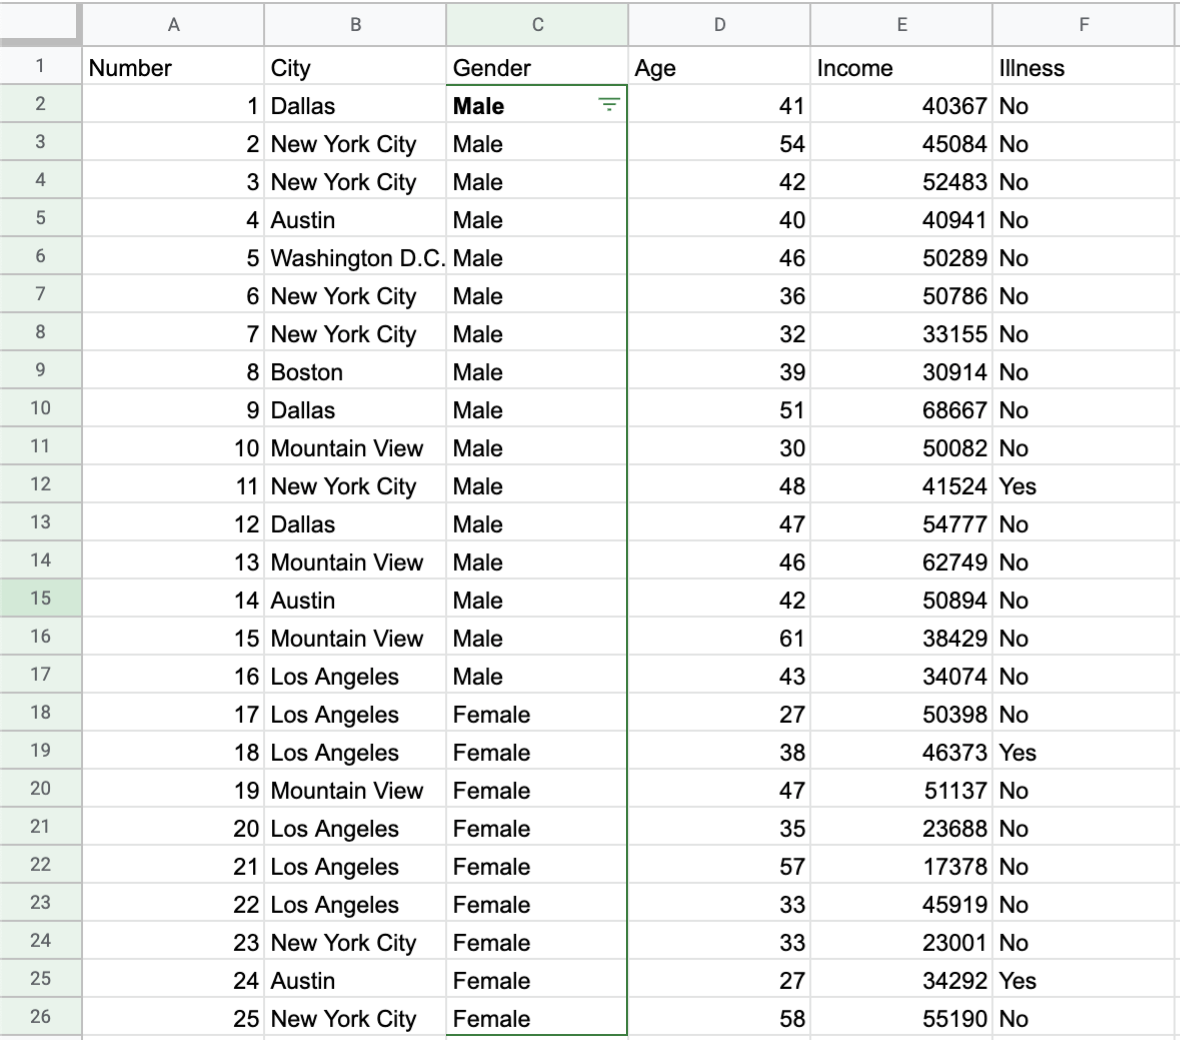 A B C D E F
1 Number City Gender Age Income Illness
2 1 Dallas Male 41 40367 No
3 2 New York City Male 54 45084 No
4 3 New York City Male 42 52483 No
5 4 Austin Male 40 40941 No
6 5 Washington D.C. Male 46 50289 No
7 6 New York City Male 36 50786 No
8 7 New York City Male 32 33155 No
9 8 Boston Male 39 30914 No
10 9 Dallas Male 51 68667 No
11 10 Mountain View Male 30 50082 No
12 11 New York City Male 48 41524 Yes
13 12 Dallas Male 47 54777 No
14 13 Mountain View Male 46 62749 No
15 14 Austin Male 42 50894 No
16 15 Mountain View Male 61 38429 No
17 16 Los Angeles Male 43 34074 No
18 17 Los Angeles Female 27 50398 No
19 18 Los Angeles Female 38 46373 Yes
20 19 Mountain View Female 47 51137 No
21 20 Los Angeles Female 35 23688 No
22 21 Los Angeles Female 57 17378 No
23 22 Los Angeles Female 33 45919 No
24 23 New York City Female 33 23001 No
25 24 Austin Female 27 34292 Yes
26 25 New York City Female 58 55190 No